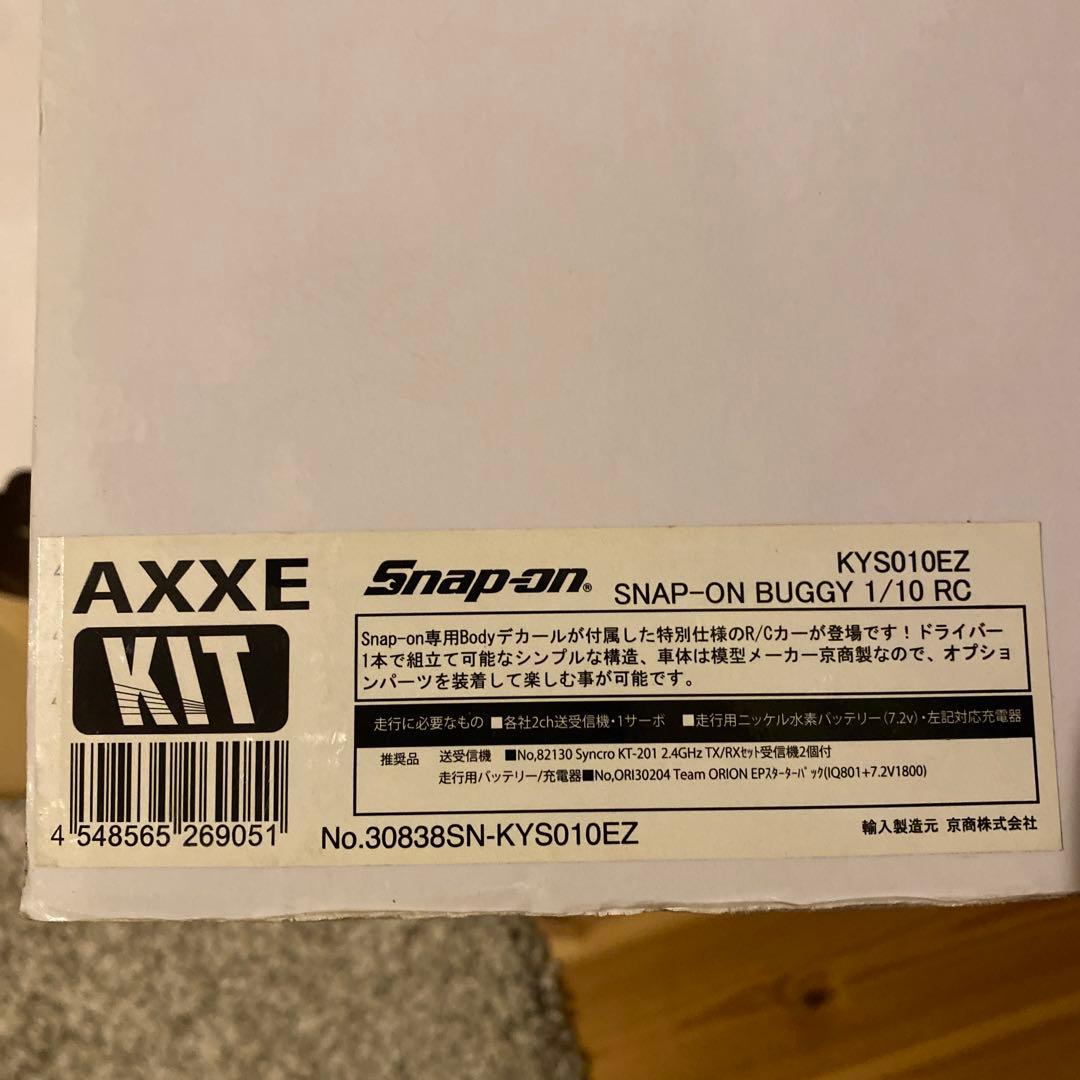 AXXE
KIT
4 548565 269051
Snap-on®
KYS010EZ
SNAP-ON BUGGY 1/10 RC
Snap-on専用Bodyデカールが付属した特別仕様のR/Cカーが登場です！ドライバー
1本で組立て可能なシンプルな構造、車体は模型メーカー京商製なので、オプショ
ンパーツを装着して楽しむ事が可能です。
走行に必要なもの ■各社2ch送受信機・1サーボ ■走行用ニッケル水素バッテリー（7.2v）・左記対応充電器
推奨品 送受信機 ■No,82130 Syncro KT-201 2.4GHz TX/RXｾｯﾄ受信機2個付
走行用バッテリー/充電器■No,ORI30204 Team ORION EPｽﾀｰﾀｰﾊﾟｯｸ(IQ801+7.2V1800)
No.30838SN-KYS010EZ
輸入製造元 京商株式会社